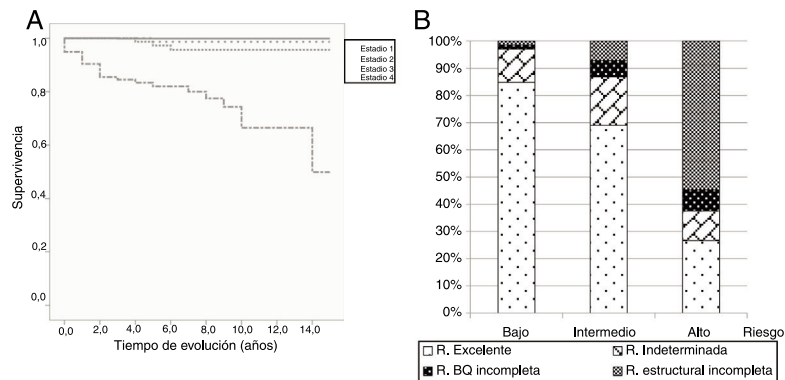 A
1,0
0,8
0,6
0,4
0,2
0,0
Supervivencia
0,0 2,0 4,0 6,0 8,0 10,0 12,0 14,0
Tiempo de evolución (años)
Estadio 1
Estadio 2
Estadio 3
Estadio 4
B
100%
90%
80%
70%
60%
50%
40%
30%
20%
10%
0%
Bajo Intermedio Alto Riesgo
R. Excelente R. Indeterminada
R. BQ incompleta R. estructural incompleta